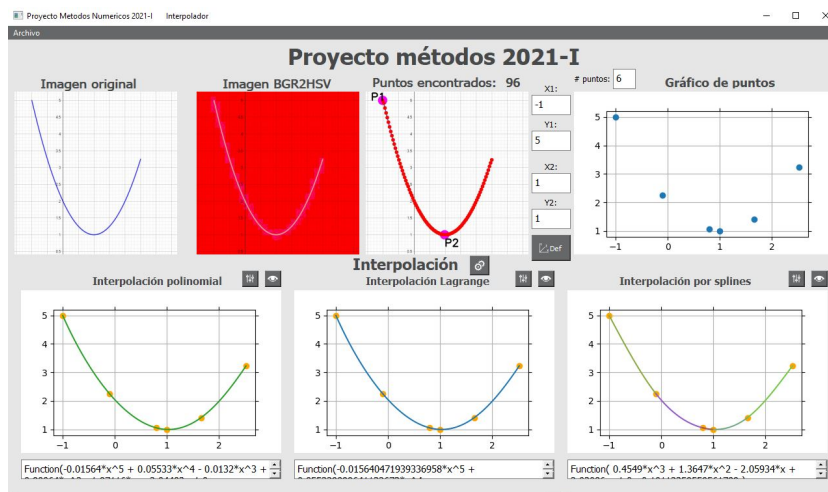 Proyecto Metodos Numericos 2021-I Interpolador
Archivo
Proyecto métodos 2021-I
Imagen original
Imagen BGR2HSV
Puntos encontrados: 96
P1
P2
X1:
-1
Y1:
5
X2:
1
Y2:
1
Def
# puntos: 6
Gráfico de puntos
5
4
3
2
1
−1 0 1 2
Interpolación
Interpolación polinomial
5
4
3
2
1
−1 0 1 2
Function(-0.01564*x^5 + 0.05533*x^4 - 0.0132*x^3 +
Interpolación Lagrange
5
4
3
2
1
−1 0 1 2
Function(-0.015640471939336958*x^5 +
Interpolación por splines
5
4
3
2
1
−1 0 1 2
Function( 0.4549*x^3 + 1.3647*x^2 - 2.05934*x +